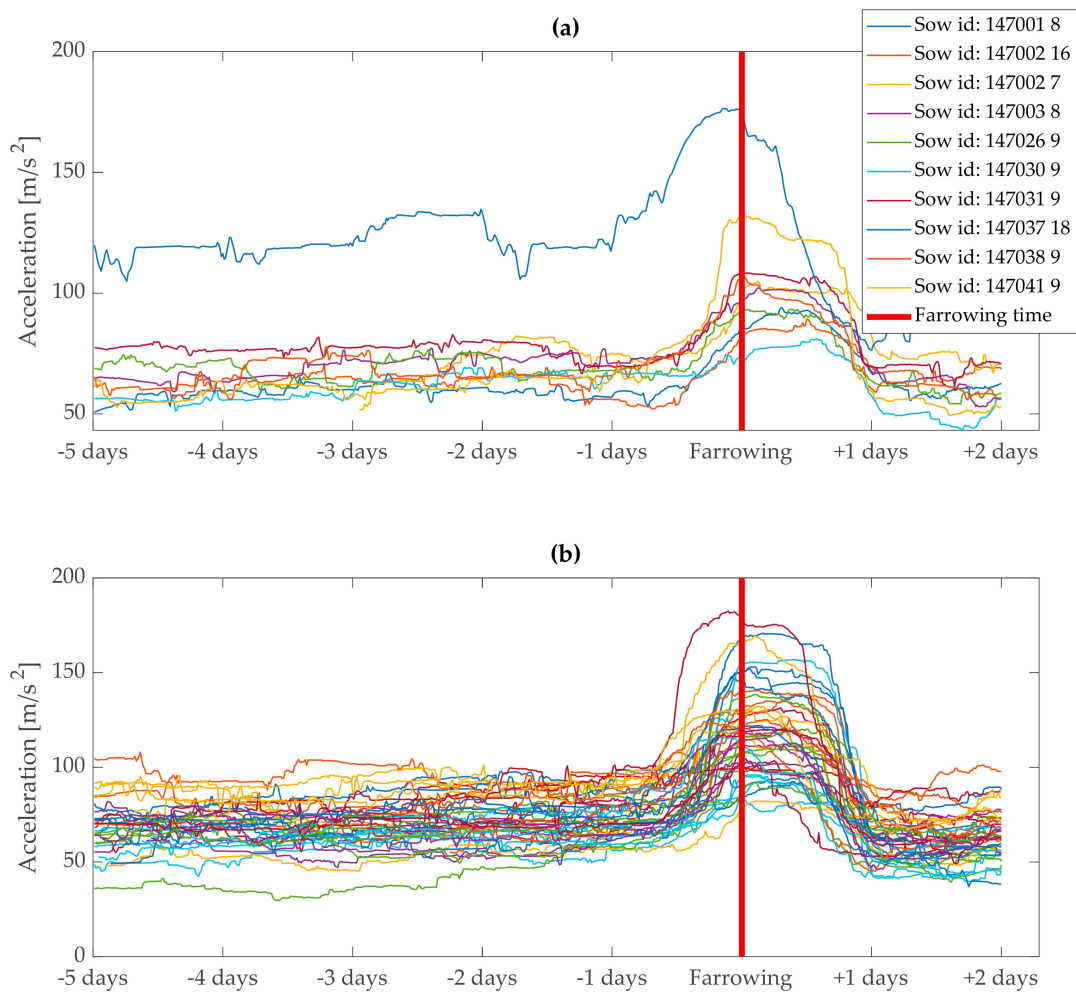 (a)
200
150
100
50
Acceleration [m/s 2]
-5 days -4 days -3 days -2 days -1 days Farrowing +1 days +2 days
Sow id: 147001 8
Sow id: 147002 16
Sow id: 147002 7
Sow id: 147003 8
Sow id: 147026 9
Sow id: 147030 9
Sow id: 147031 9
Sow id: 147037 18
Sow id: 147038 9
Sow id: 147041 9
Farrowing time
(b)
200
150
100
50
0
Acceleration [m/s 2]
-5 days -4 days -3 days -2 days -1 days Farrowing +1 days +2 days